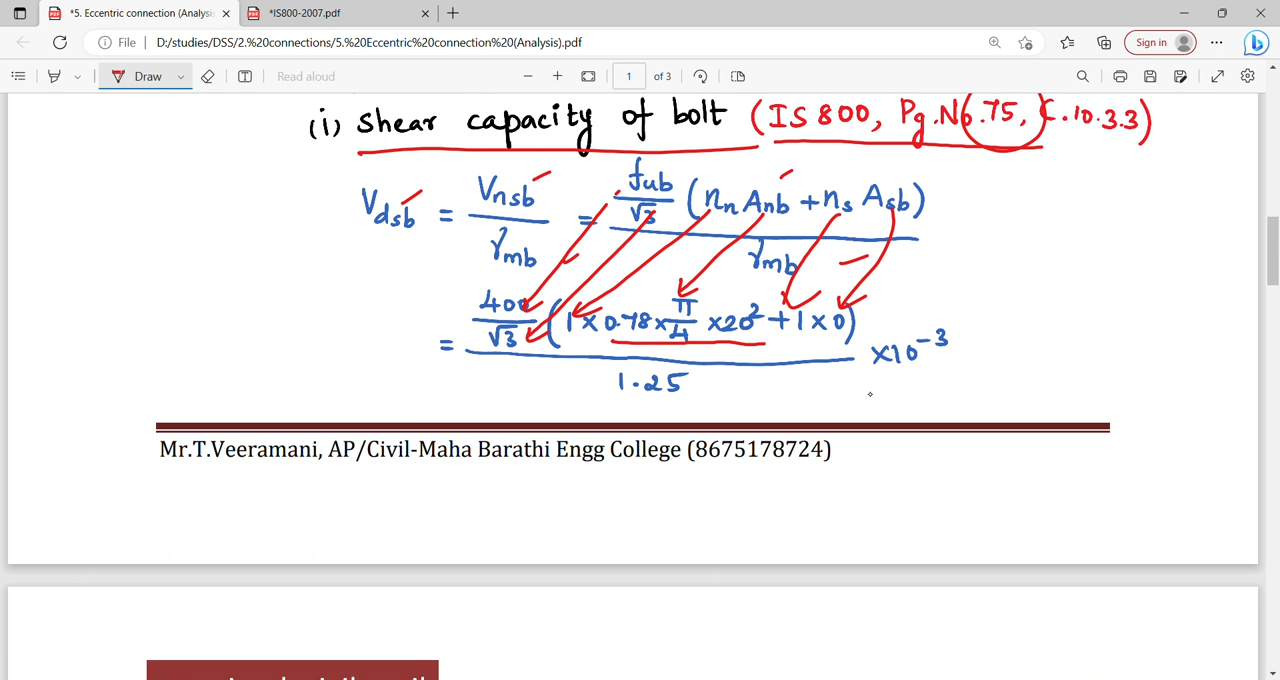 *5. Eccentric connection (Analysis
*IS800-2007.pdf
File D:/studies/DSS/2.%20connections/5.%20Eccentric%20connection%20(Analysis).pdf Sign in
Draw Read aloud 1 of 3
(i) Shear capacity of bolt (IS 800, Pg.No.75, C.10.3.3)
Vdsb = Vnsb / γmb = fub/√3 (nn Anb + ns Asb) / γmb
= 400/√3 (1 × 0.78 × π/4 × 20² + 1 × 0) / 1.25 × 10⁻³
Mr.T.Veeramani, AP/Civil-Maha Barathi Engg College (8675178724)